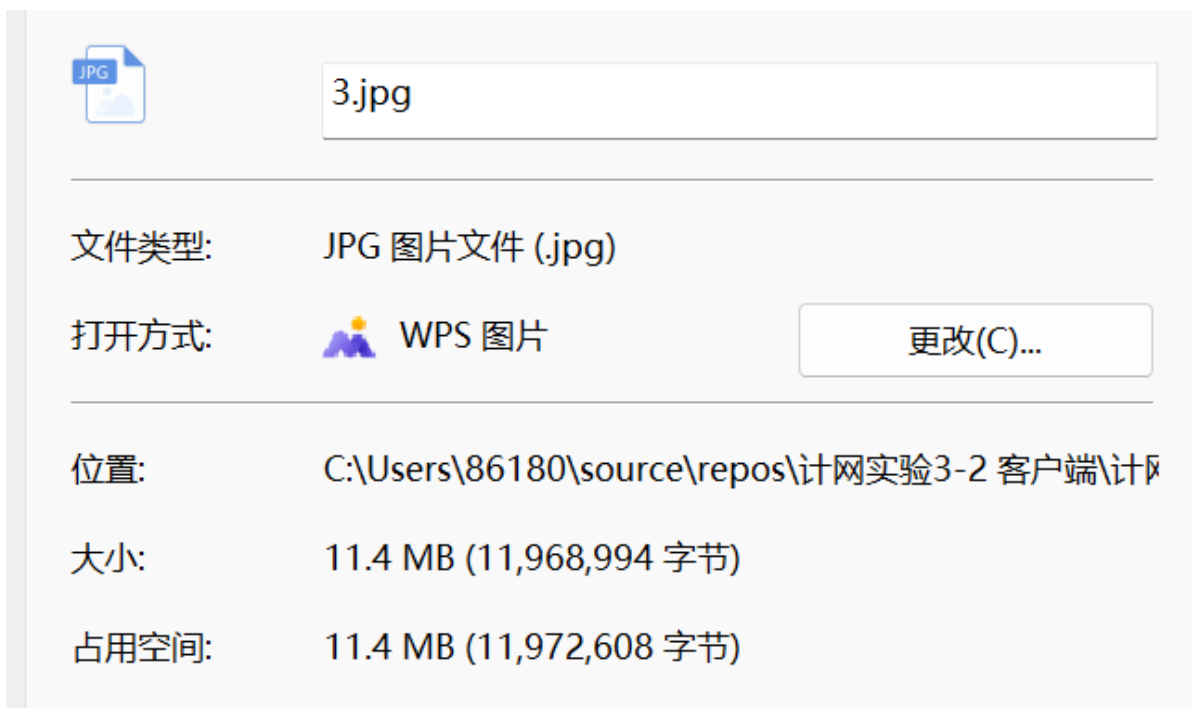 JPG
3.jpg
文件类型: JPG 图片文件 (.jpg)
打开方式: WPS 图片 更改(C)...
位置: C:\Users\86180\source\repos\计网实验3-2 客户端\计
大小: 11.4 MB (11,968,994 字节)
占用空间: 11.4 MB (11,972,608 字节)